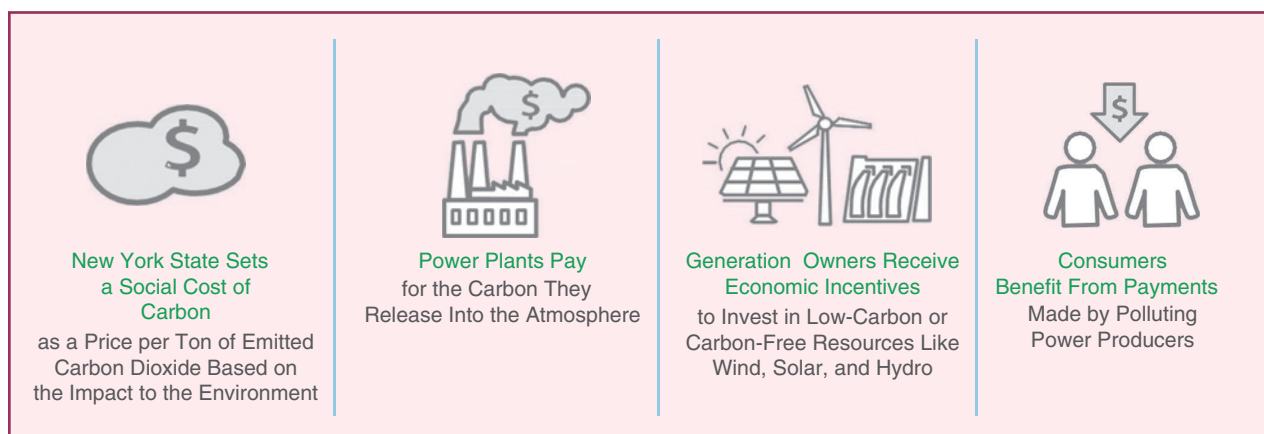 $
New York State Sets
a Social Cost of
Carbon
as a Price per Ton of Emitted
Carbon Dioxide Based on
the Impact to the Environment
$
Power Plants Pay
for the Carbon They
Release Into the Atmosphere
Generation Owners Receive
Economic Incentives
to Invest in Low-Carbon or
Carbon-Free Resources Like
Wind, Solar, and Hydro
$
Consumers
Benefit From Payments
Made by Polluting
Power Producers